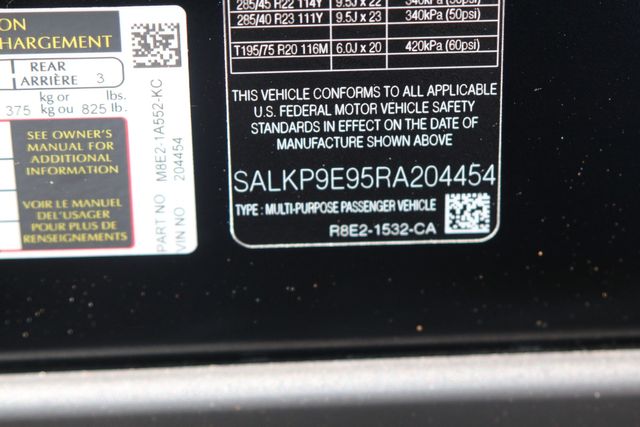 ON
HARGEMENT
REAR
ARRIÈRE 3
kg or lbs.
375 kg ou 825 lb.
SEE OWNER'S
MANUAL FOR
ADDITIONAL
INFORMATION
VOIR LE MANUEL
DEL'USAGER
POUR PLUS DE
RENSEIGNEMENTS
PART NO M8E2-1A552-KC
VIN NO 204454
285/45 R22 114Y 9.5J x 22 340kPa (50psi)
285/40 R23 111Y 9.5J x 23 340kPa (50psi)
T195/75 R20 116M 6.0J x 20 420kPa (60psi)
THIS VEHICLE CONFORMS TO ALL APPLICABLE
U.S. FEDERAL MOTOR VEHICLE SAFETY
STANDARDS IN EFFECT ON THE DATE OF
MANUFACTURE SHOWN ABOVE
SALKP9E95RA204454
TYPE : MULTI-PURPOSE PASSENGER VEHICLE
R8E2-1532-CA